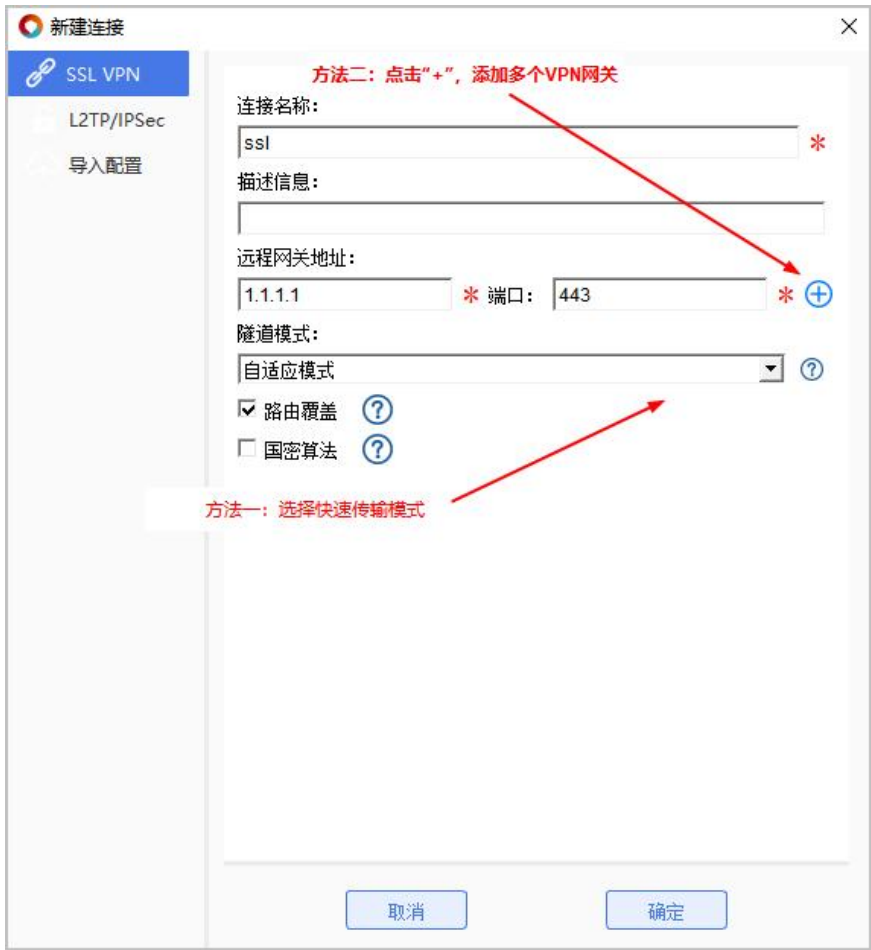 新建连接
SSL VPN
L2TP/IPSec
导入配置
方法二：点击“+”，添加多个VPN网关
连接名称：
ssl *
描述信息：
远程网关地址：
1.1.1.1 * 端口： 443 *
隧道模式：
自适应模式
路由覆盖
国密算法
方法一：选择快速传输模式
取消
确定